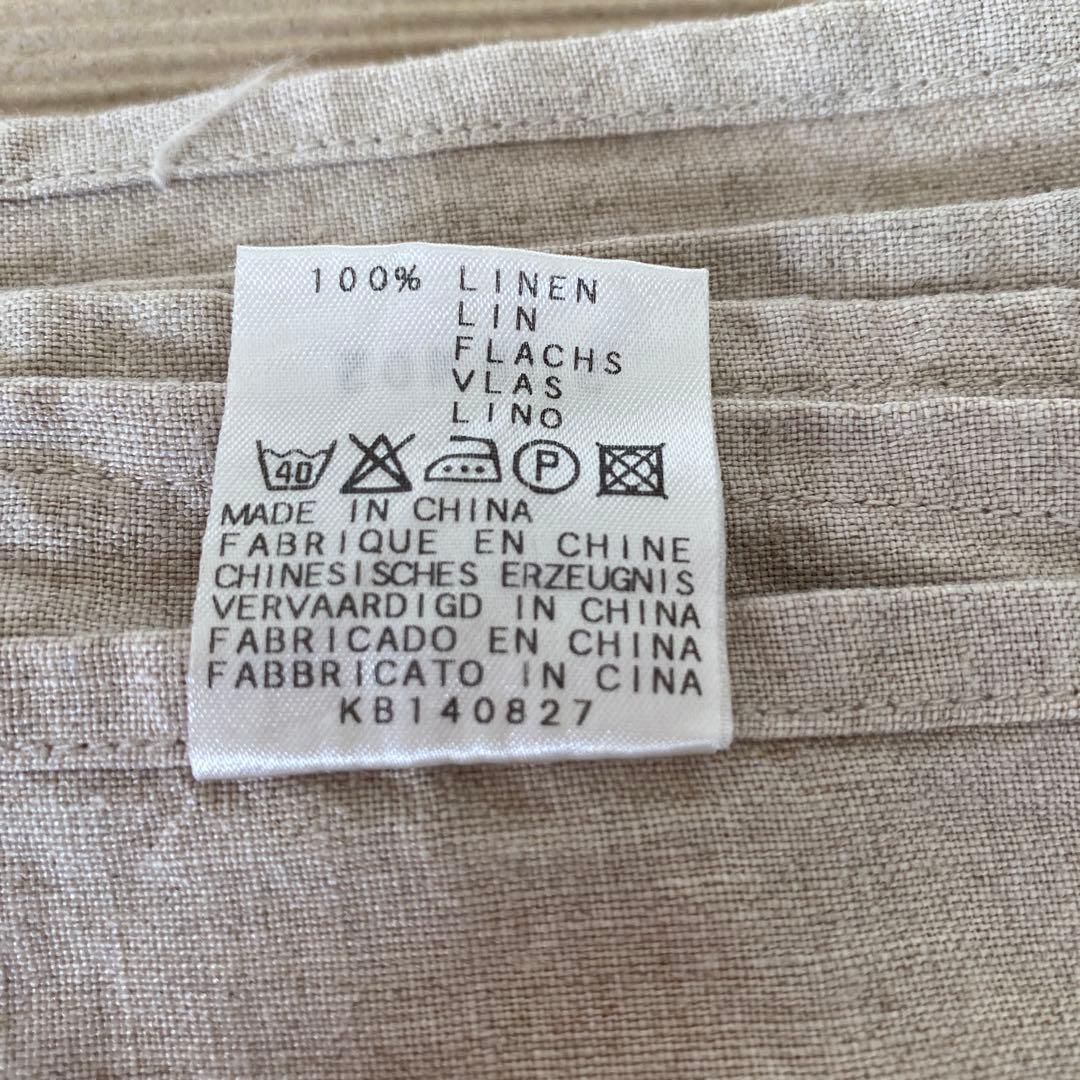 100% LINEN
LIN
FLACHS
VLAS
LINO
40 P
MADE IN CHINA
FABRIQUE EN CHINE
CHINESISCHES ERZEUGNIS
VERVAARDIGD IN CHINA
FABRICADO EN CHINA
FABBRICATO IN CINA
KB140827